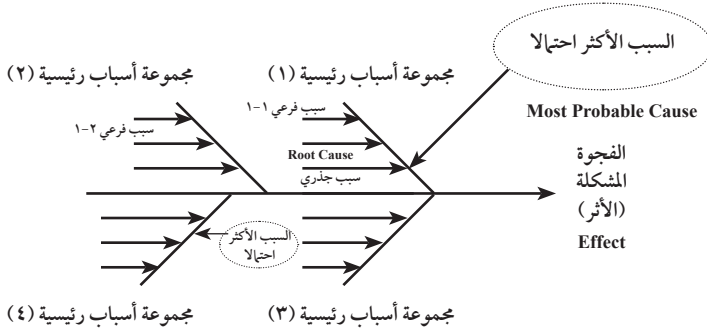 السبب الأكثر احتمالا
Most Probable Cause
مجموعة أسباب رئيسية (١)
مجموعة أسباب رئيسية (٢)
سبب فرعي ١-١
سبب فرعي ٢-١
Root Cause
سبب جذري
الفجوة
المشكلة
(الأثر)
Effect
السبب الأكثر
احتمالا
مجموعة أسباب رئيسية (٣)
مجموعة أسباب رئيسية (٤)